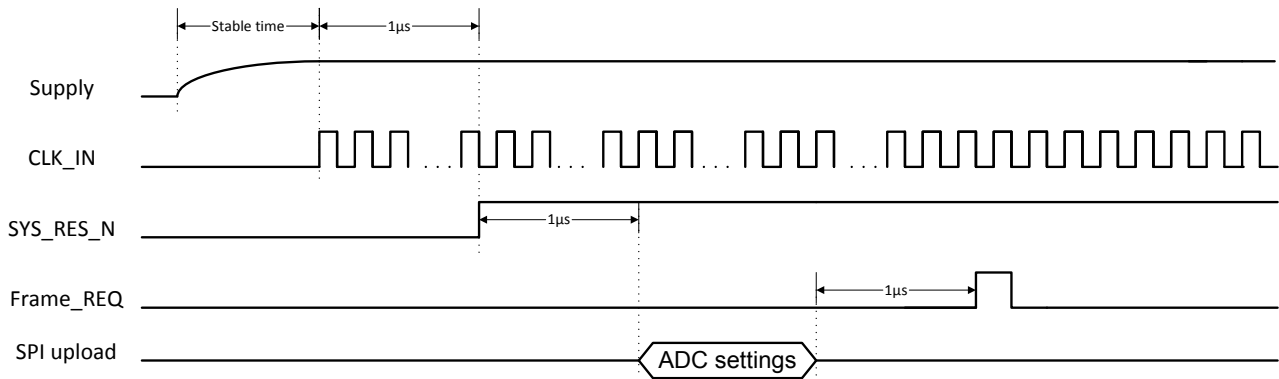 Stable time
1µs
Supply
CLK_IN
. . . . . . . . . . . . . . . .
SYS_RES_N
1µs
Frame_REQ
1µs
SPI upload
ADC settings